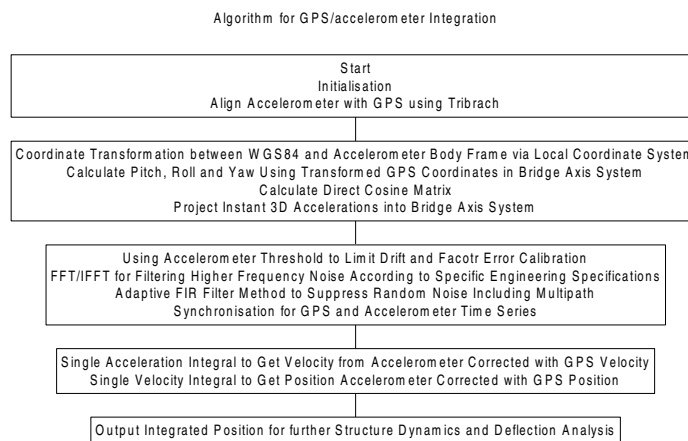 Algorithm for GPS/accelerometer Integration
Start
Initialisation
Align Accelerometer with GPS using Tribrach
Coordinate Transformation between WGS84 and Accelerometer Body Frame via Local Coordinate System
Calculate Pitch, Roll and Yaw Using Transformed GPS Coordinates in Bridge Axis System
Calculate Direct Cosine Matrix
Project Instant 3D Accelerations into Bridge Axis System
Using Accelerometer Threshold to Limit Drift and Facotr Error Calibration
FFT/IFFT for Filtering Higher Frequency Noise According to Specific Engineering Specifications
Adaptive FIR Filter Method to Suppress Random Noise Including Multipath
Synchronisation for GPS and Accelerometer Time Series
Single Acceleration Integral to Get Velocity from Accelerometer Corrected with GPS Velocity
Single Velocity Integral to Get Position Accelerometer Corrected with GPS Position
Output Integrated Position for further Structure Dynamics and Deflection Analysis